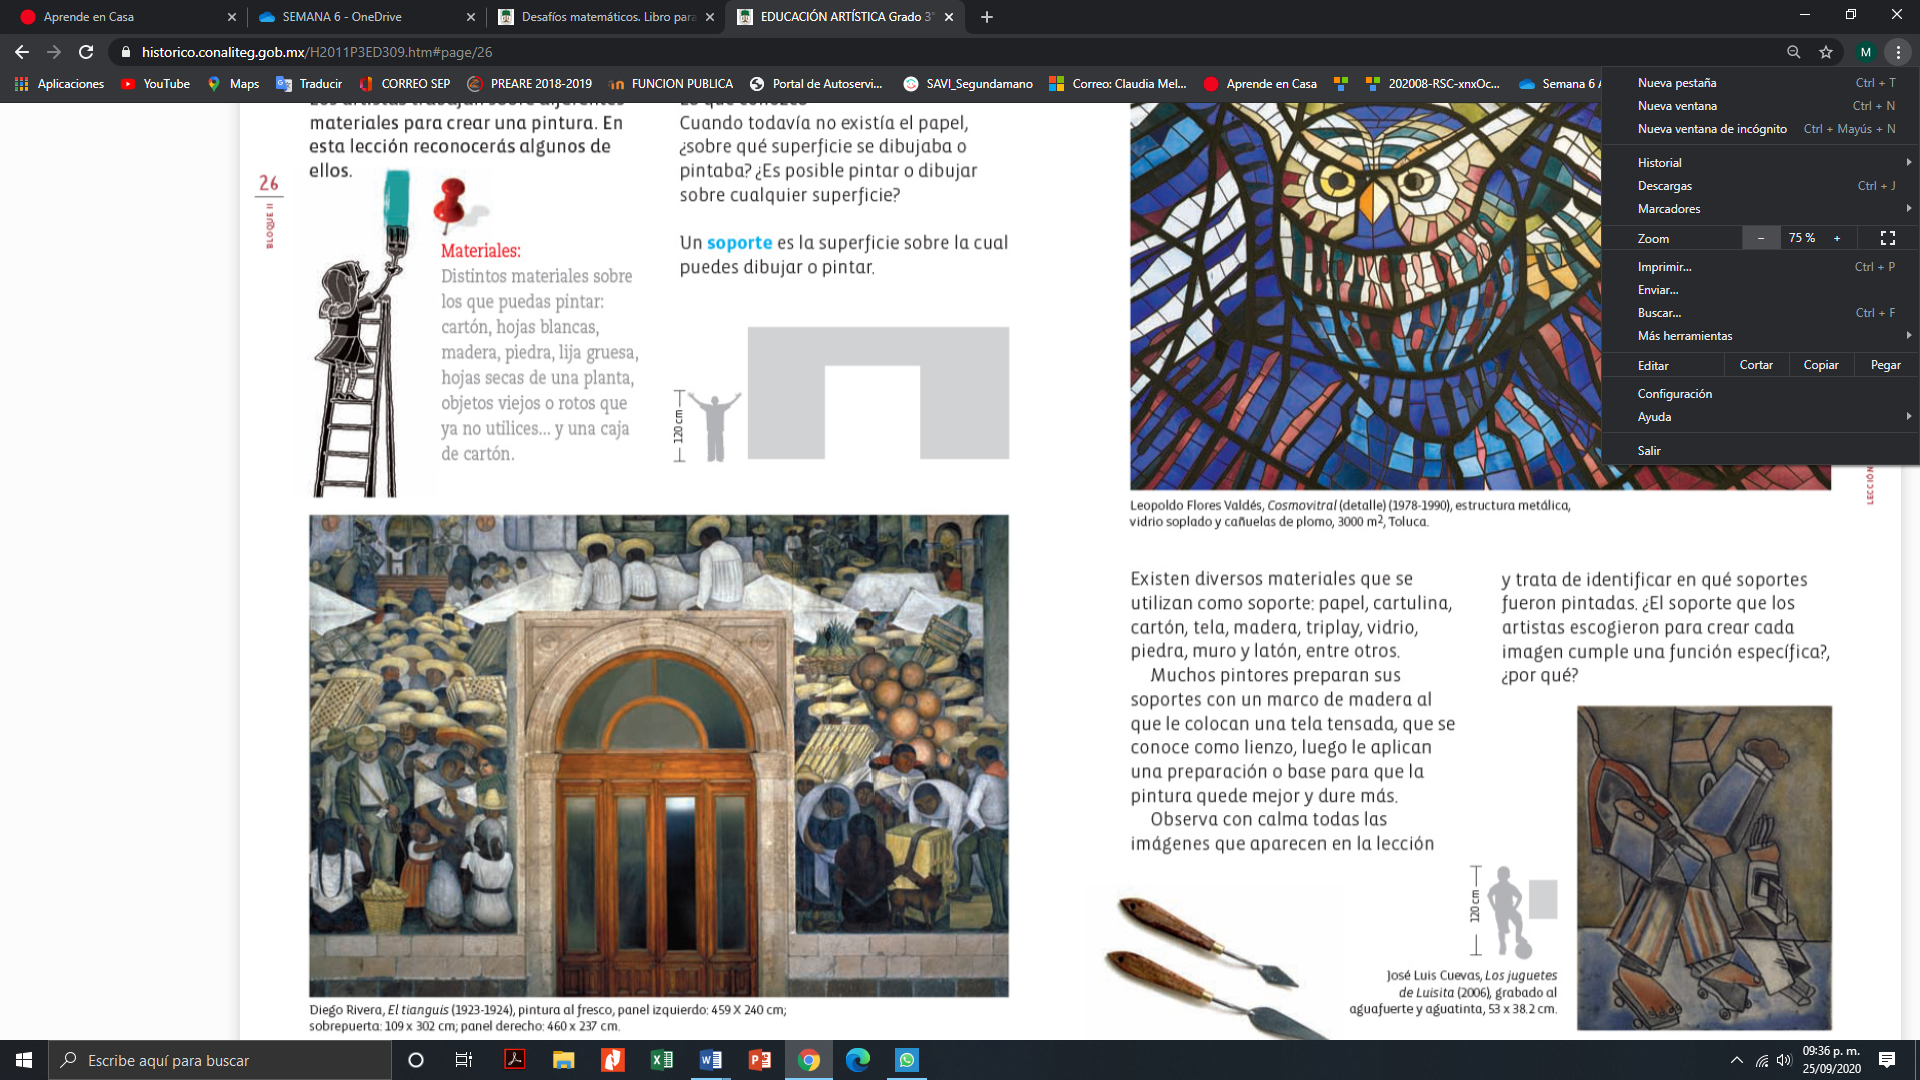 Aprende en Casa
SEMANA 6 - OneDrive
Desafíos matemáticos. Libro para
EDUCACIÓN ARTÍSTICA Grado 3°
historico.conaliteg.gob.mx/H2011P3ED309.htm#page/26
M
Aplicaciones
YouTube
Maps
Traducir
CORREO SEP
PREARE 2018-2019
FUNCION PUBLICA
Portal de Autoservi...
SAVI_Segundamano
Correo: Claudia Mel...
Aprende en Casa
202008-RSC-xnxOc...
Semana 6 A
Nueva pestaña Ctrl + T
Nueva ventana Ctrl + N
Nueva ventana de incógnito Ctrl + Mayús + N
Historial
Descargas Ctrl + J
Marcadores
Zoom − 75 % +
Imprimir... Ctrl + P
Enviar...
Buscar... Ctrl + F
Más herramientas
Editar Cortar Copiar Pegar
Configuración
Ayuda
Salir
26
BLOQUE II
Los artistas trabajan sobre diferentes
materiales para crear una pintura. En
esta lección reconocerás algunos de
ellos.
Materiales:
Distintos materiales sobre
los que puedas pintar:
cartón, hojas blancas,
madera, piedra, lija gruesa,
hojas secas de una planta,
objetos viejos o rotos que
ya no utilices... y una caja
de cartón.
Lo que conozco
Cuando todavía no existía el papel,
¿sobre qué superficie se dibujaba o
pintaba? ¿Es posible pintar o dibujar
sobre cualquier superficie?
Un soporte es la superficie sobre la cual
puedes dibujar o pintar.
120 cm
Diego Rivera, El tianguis (1923-1924), pintura al fresco, panel izquierdo: 459 X 240 cm;
sobrepuerta: 109 x 302 cm; panel derecho: 460 x 237 cm.
LECCIÓN
Leopoldo Flores Valdés, Cosmovitral (detalle) (1978-1990), estructura metálica,
vidrio soplado y cañuelas de plomo, 3000 m², Toluca.
Existen diversos materiales que se
utilizan como soporte: papel, cartulina,
cartón, tela, madera, triplay, vidrio,
piedra, muro y latón, entre otros.
Muchos pintores preparan sus
soportes con un marco de madera al
que le colocan una tela tensada, que se
conoce como lienzo, luego le aplican
una preparación o base para que la
pintura quede mejor y dure más.
Observa con calma todas las
imágenes que aparecen en la lección
y trata de identificar en qué soportes
fueron pintadas. ¿El soporte que los
artistas escogieron para crear cada
imagen cumple una función específica?,
¿por qué?
120 cm
José Luis Cuevas, Los juguetes
de Luisita (2006), grabado al
aguafuerte y aguatinta, 53 x 38.2 cm.
Escribe aquí para buscar
09:36 p. m.
25/09/2020